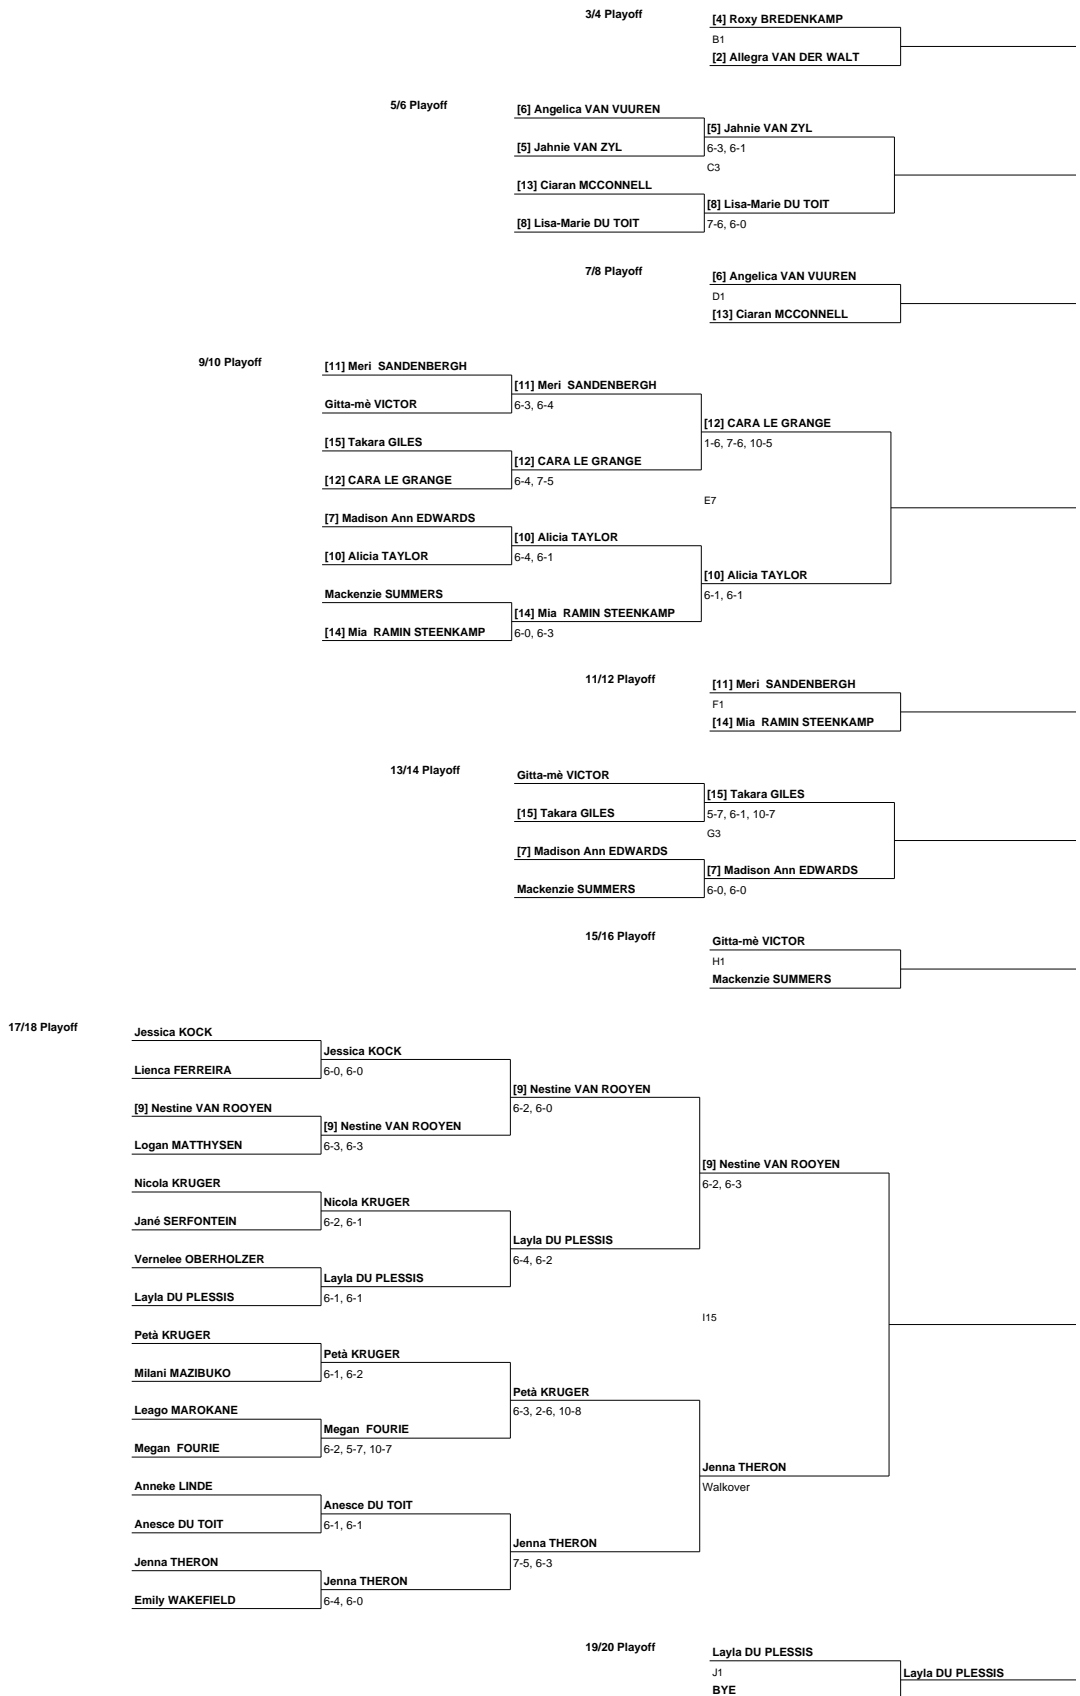 3/4 Playoff
[4] Roxy BREDENKAMP
B1
[2] Allegra VAN DER WALT
5/6 Playoff
[6] Angelica VAN VUUREN
[5] Jahnie VAN ZYL
[5] Jahnie VAN ZYL
6-3, 6-1
C3
[13] Ciaran MCCONNELL
[8] Lisa-Marie DU TOIT
[8] Lisa-Marie DU TOIT
7-6, 6-0
7/8 Playoff
[6] Angelica VAN VUUREN
D1
[13] Ciaran MCCONNELL
9/10 Playoff
[11] Meri SANDENBERGH
[11] Meri SANDENBERGH
Gitta-mè VICTOR
6-3, 6-4
[12] CARA LE GRANGE
1-6, 7-6, 10-5
[15] Takara GILES
[12] CARA LE GRANGE
[12] CARA LE GRANGE
6-4, 7-5
E7
[7] Madison Ann EDWARDS
[10] Alicia TAYLOR
[10] Alicia TAYLOR
6-4, 6-1
[10] Alicia TAYLOR
6-1, 6-1
Mackenzie SUMMERS
[14] Mia RAMIN STEENKAMP
[14] Mia RAMIN STEENKAMP
6-0, 6-3
11/12 Playoff
[11] Meri SANDENBERGH
F1
[14] Mia RAMIN STEENKAMP
13/14 Playoff
Gitta-mè VICTOR
[15] Takara GILES
[15] Takara GILES
5-7, 6-1, 10-7
G3
[7] Madison Ann EDWARDS
[7] Madison Ann EDWARDS
Mackenzie SUMMERS
6-0, 6-0
15/16 Playoff
Gitta-mè VICTOR
H1
Mackenzie SUMMERS
17/18 Playoff
Jessica KOCK
Jessica KOCK
Lienca FERREIRA
6-0, 6-0
[9] Nestine VAN ROOYEN
6-2, 6-0
[9] Nestine VAN ROOYEN
[9] Nestine VAN ROOYEN
Logan MATTHYSEN
6-3, 6-3
[9] Nestine VAN ROOYEN
6-2, 6-3
Nicola KRUGER
Nicola KRUGER
Jané SERFONTEIN
6-2, 6-1
Layla DU PLESSIS
6-4, 6-2
Vernelee OBERHOLZER
Layla DU PLESSIS
Layla DU PLESSIS
6-1, 6-1
I15
Petà KRUGER
Petà KRUGER
Milani MAZIBUKO
6-1, 6-2
Petà KRUGER
6-3, 2-6, 10-8
Leago MAROKANE
Megan FOURIE
Megan FOURIE
6-2, 5-7, 10-7
Jenna THERON
Walkover
Anneke LINDE
Anesce DU TOIT
Anesce DU TOIT
6-1, 6-1
Jenna THERON
7-5, 6-3
Jenna THERON
Jenna THERON
Emily WAKEFIELD
6-4, 6-0
19/20 Playoff
Layla DU PLESSIS
J1
Layla DU PLESSIS
BYE